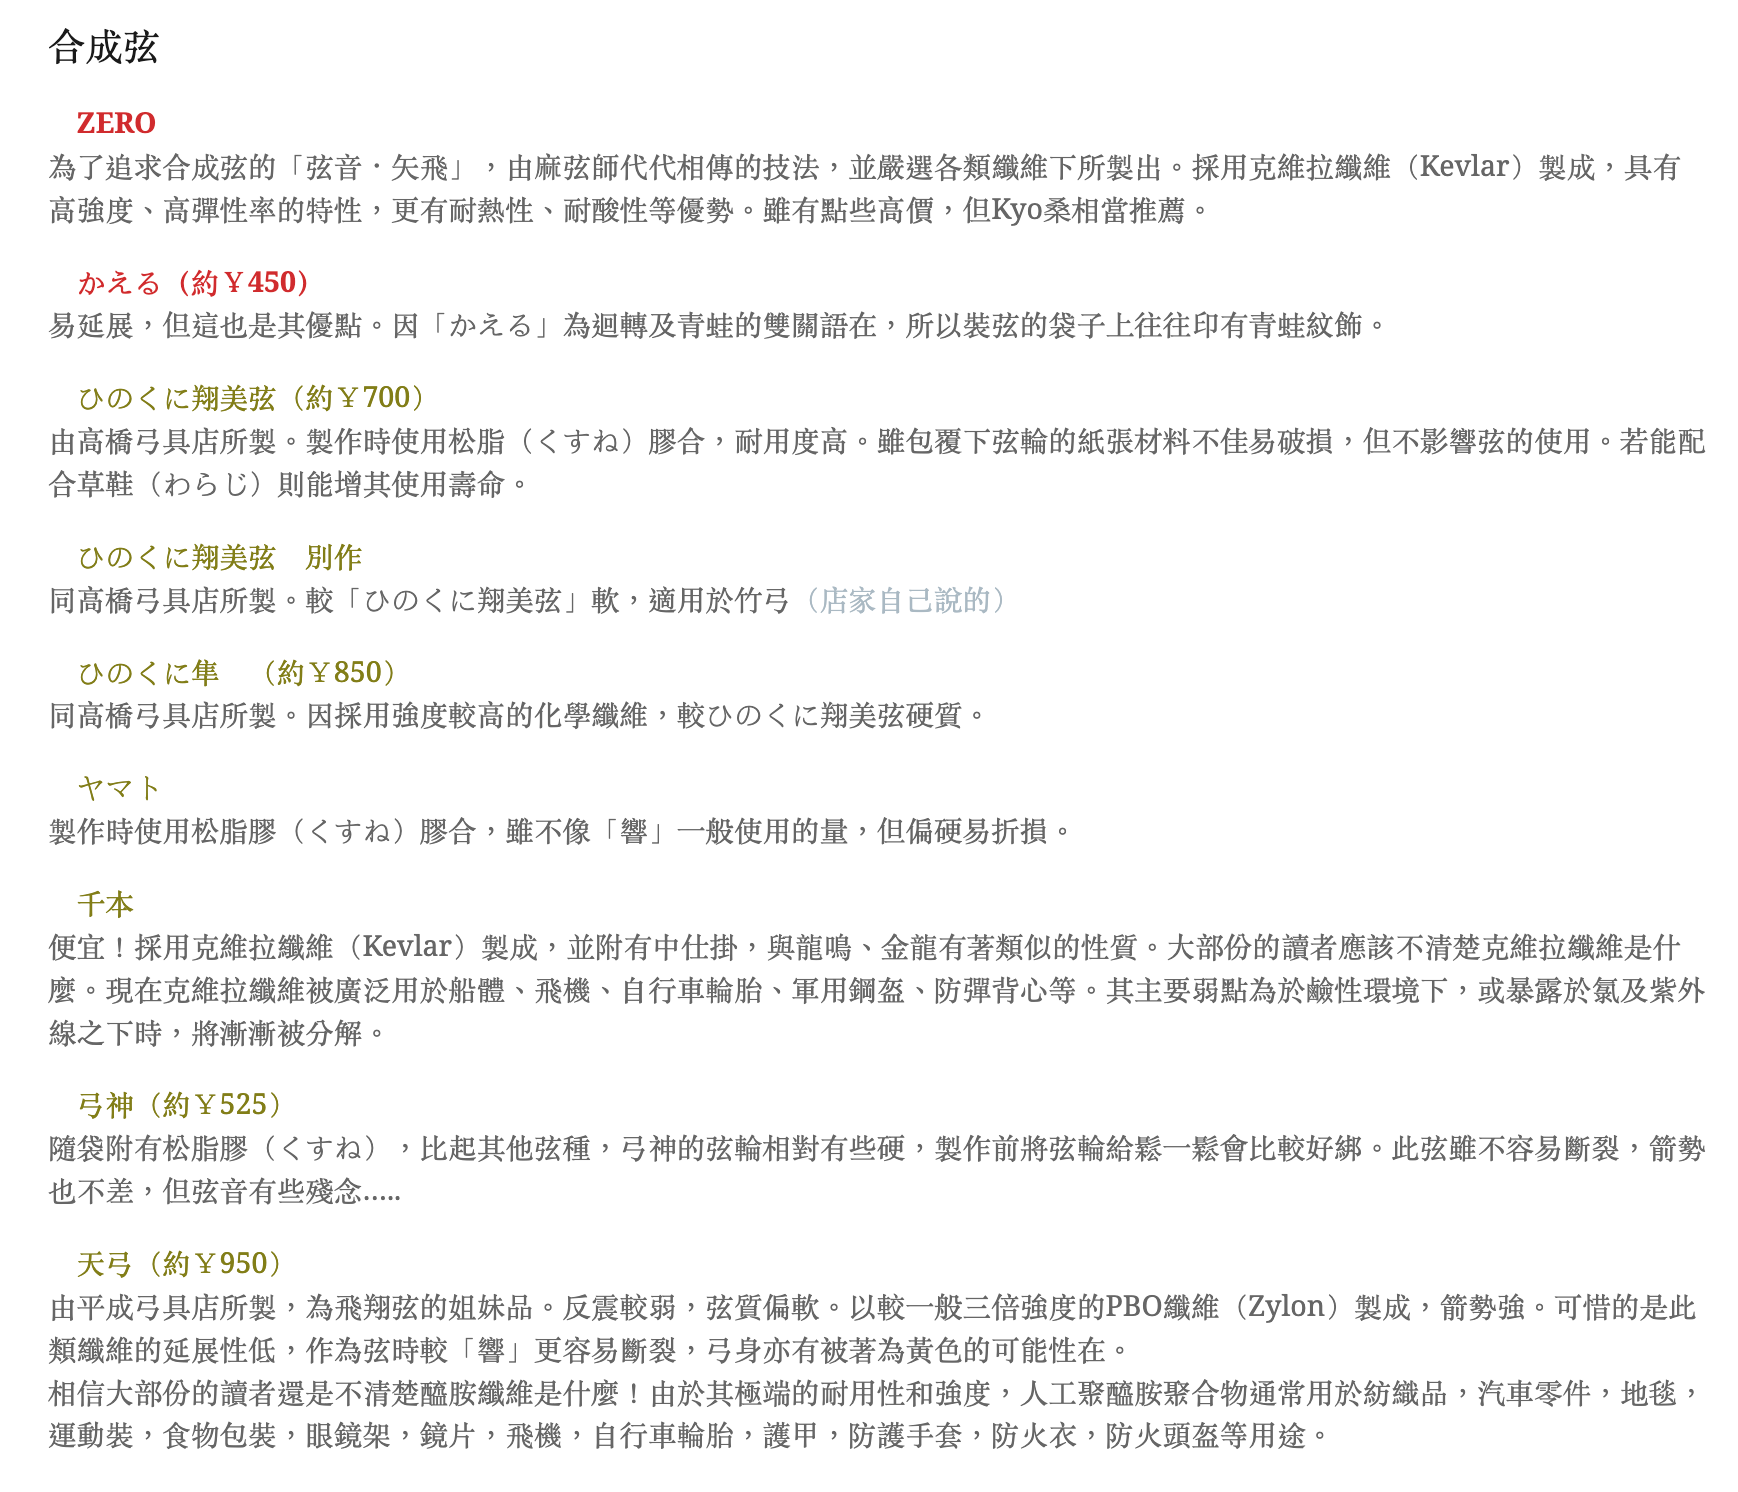 合成弦
ZERO
為了追求合成弦的「弦音．矢飛」，由麻弦師代代相傳的技法，並嚴選各類纖維下所製出。採用克維拉纖維（Kevlar）製成，具有
高強度、高彈性率的特性，更有耐熱性、耐酸性等優勢。雖有點些高價，但Kyo桑相當推薦。
かえる（約￥450）
易延展，但這也是其優點。因「かえる」為迴轉及青蛙的雙關語在，所以裝弦的袋子上往往印有青蛙紋飾。
ひのくに翔美弦（約￥700）
由高橋弓具店所製。製作時使用松脂（くすね）膠合，耐用度高。雖包覆下弦輪的紙張材料不佳易破損，但不影響弦的使用。若能配
合草鞋（わらじ）則能增其使用壽命。
ひのくに翔美弦　別作
同高橋弓具店所製。較「ひのくに翔美弦」軟，適用於竹弓（店家自己說的）
ひのくに隼　（約￥850）
同高橋弓具店所製。因採用強度較高的化學纖維，較ひのくに翔美弦硬質。
ヤマト
製作時使用松脂膠（くすね）膠合，雖不像「響」一般使用的量，但偏硬易折損。
千本
便宜！採用克維拉纖維（Kevlar）製成，並附有中仕掛，與龍鳴、金龍有著類似的性質。大部份的讀者應該不清楚克維拉纖維是什
麼。現在克維拉纖維被廣泛用於船體、飛機、自行車輪胎、軍用鋼盔、防彈背心等。其主要弱點為於鹼性環境下，或暴露於氯及紫外
線之下時，將漸漸被分解。
弓神（約￥525）
隨袋附有松脂膠（くすね），比起其他弦種，弓神的弦輪相對有些硬，製作前將弦輪給鬆一鬆會比較好綁。此弦雖不容易斷裂，箭勢
也不差，但弦音有些殘念…..
天弓（約￥950）
由平成弓具店所製，為飛翔弦的姐妹品。反震較弱，弦質偏軟。以較一般三倍強度的PBO纖維（Zylon）製成，箭勢強。可惜的是此
類纖維的延展性低，作為弦時較「響」更容易斷裂，弓身亦有被著為黃色的可能性在。
相信大部份的讀者還是不清楚醯胺纖維是什麼！由於其極端的耐用性和強度，人工聚醯胺聚合物通常用於紡織品，汽車零件，地毯，
運動裝，食物包裝，眼鏡架，鏡片，飛機，自行車輪胎，護甲，防護手套，防火衣，防火頭盔等用途。